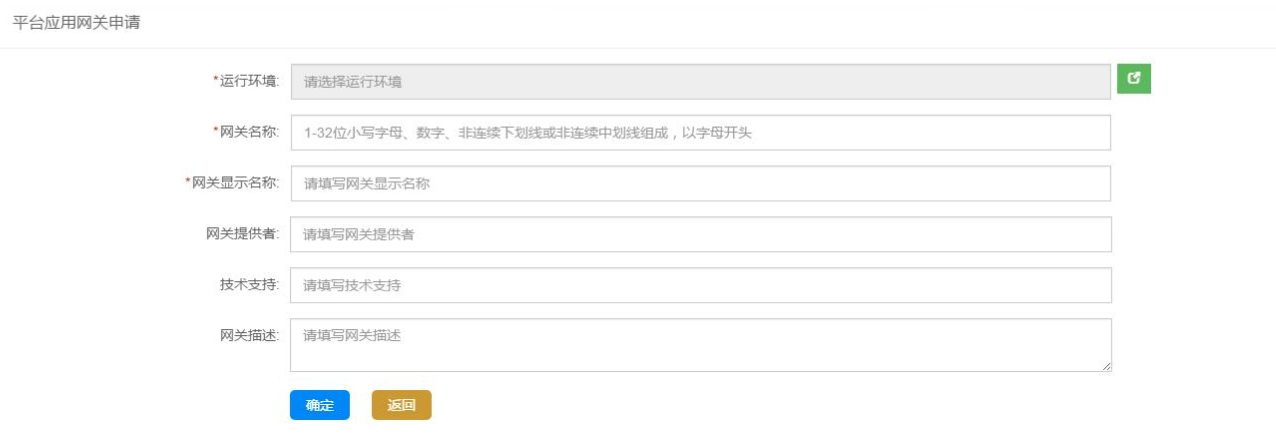 平台应用网关申请
*运行环境: 请选择运行环境
*网关名称: 1-32位小写字母、数字、非连续下划线或非连续中划线组成，以字母开头
*网关显示名称: 请填写网关显示名称
网关提供者: 请填写网关提供者
技术支持: 请填写技术支持
网关描述: 请填写网关描述
确定 返回